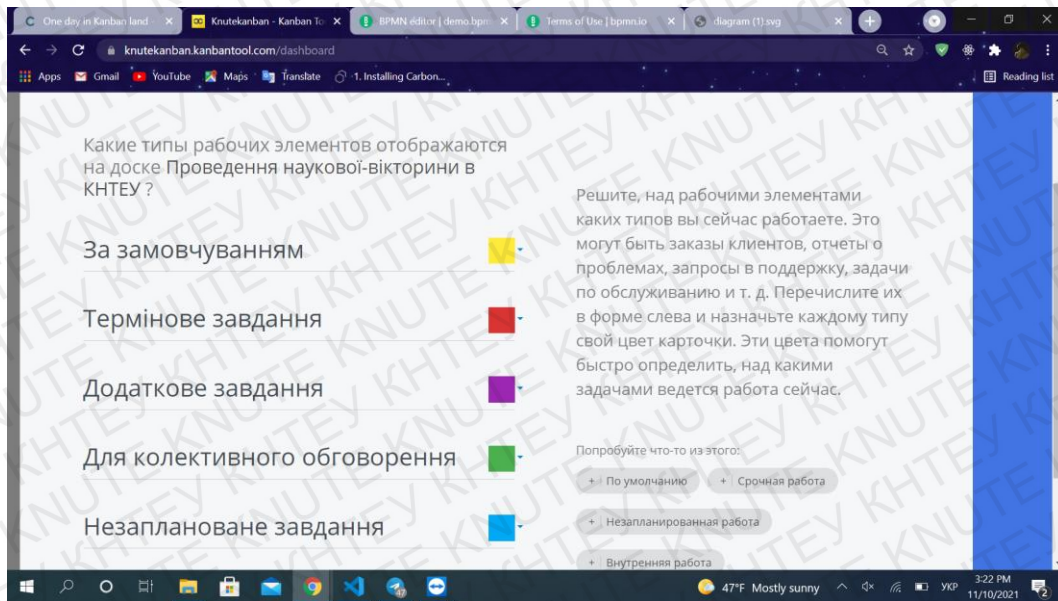 One day in Kanban land -
Knutekanban - Kanban To
BPMN editor | demo.bpm
Terms of Use | bpmn.io
diagram (1).svg
knutekanban.kanbantool.com/dashboard
Apps
Gmail
YouTube
Maps
Translate
1. Installing Carbon...
Reading list
Какие типы рабочих элементов отображаются
на доске Проведення наукової-вікторини в
КНТЕУ ?
За замовчуванням
Термінове завдання
Додаткове завдання
Для колективного обговорення
Незаплановане завдання
Решите, над рабочими элементами
каких типов вы сейчас работаете. Это
могут быть заказы клиентов, отчеты о
проблемах, запросы в поддержку, задачи
по обслуживанию и т. д. Перечислите их
в форме слева и назначьте каждому типу
свой цвет карточки. Эти цвета помогут
быстро определить, над какими
задачами ведется работа сейчас.
Попробуйте что-то из этого:
+ По умолчанию
+ Срочная работа
+ Незапланированная работа
+ Внутренняя работа
47°F Mostly sunny
УКР
3:22 PM
11/10/2021
KNUTE КНТЕУ